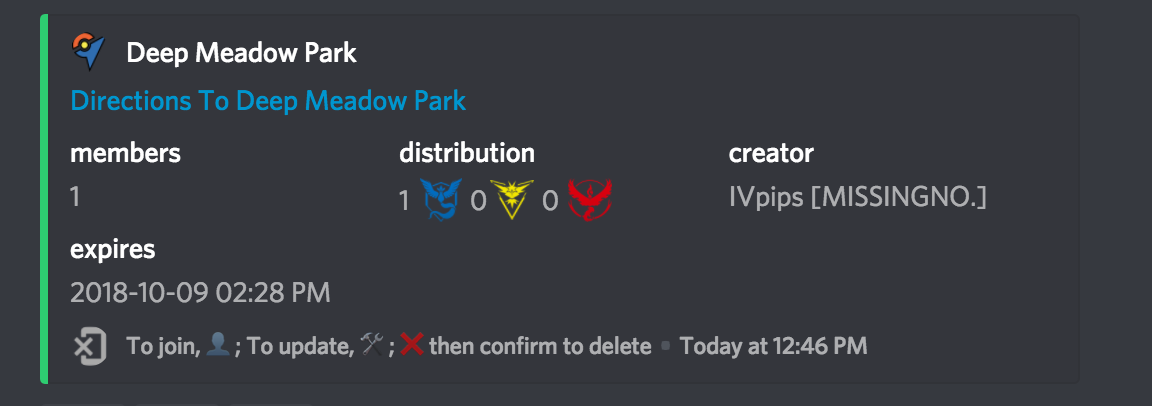 Deep Meadow Park
Directions To Deep Meadow Park
members distribution creator
1 1 0 0 IVpips [MISSINGNO.]
expires
2018-10-09 02:28 PM
To join, 👤; To update, 🛠; ❌ then confirm to delete • Today at 12:46 PM